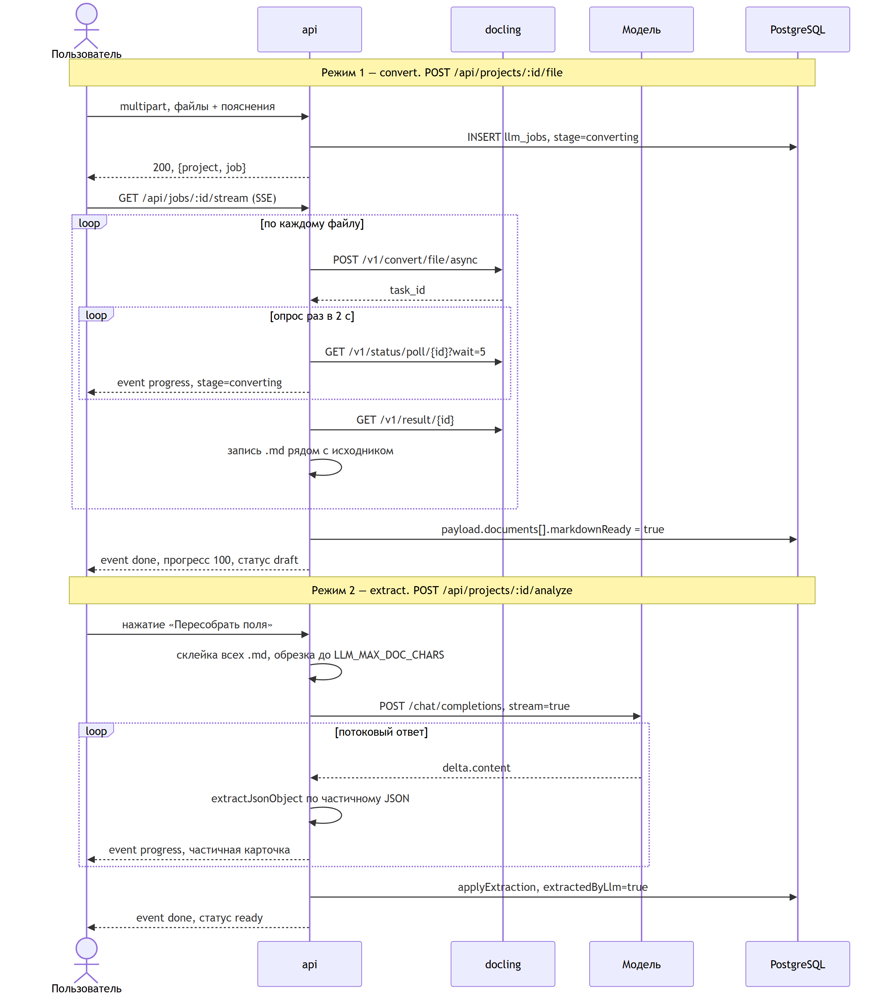 Пользователь
api
docling
Модель
PostgreSQL
Режим 1 — convert. POST /api/projects/:id/file
multipart, файлы + пояснения
INSERT llm_jobs, stage=converting
200, {project, job}
GET /api/jobs/:id/stream (SSE)
loop
[по каждому файлу]
POST /v1/convert/file/async
task_id
loop
[опрос раз в 2 с]
GET /v1/status/poll/{id}?wait=5
event progress, stage=converting
GET /v1/result/{id}
запись .md рядом с исходником
payload.documents[].markdownReady = true
event done, прогресс 100, статус draft
Режим 2 — extract. POST /api/projects/:id/analyze
нажатие «Пересобрать поля»
склейка всех .md, обрезка до LLM_MAX_DOC_CHARS
POST /chat/completions, stream=true
loop
[потоковый ответ]
delta.content
extractJsonObject по частичному JSON
event progress, частичная карточка
applyExtraction, extractedByLlm=true
event done, статус ready
Пользователь
api
docling
Модель
PostgreSQL